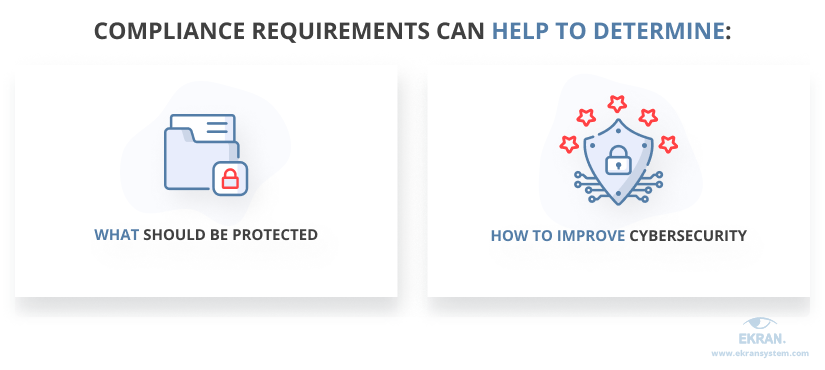 COMPLIANCE REQUIREMENTS CAN HELP TO DETERMINE:
WHAT SHOULD BE PROTECTED
HOW TO IMPROVE CYBERSECURITY
EKRAN.
www.ekransystem.com